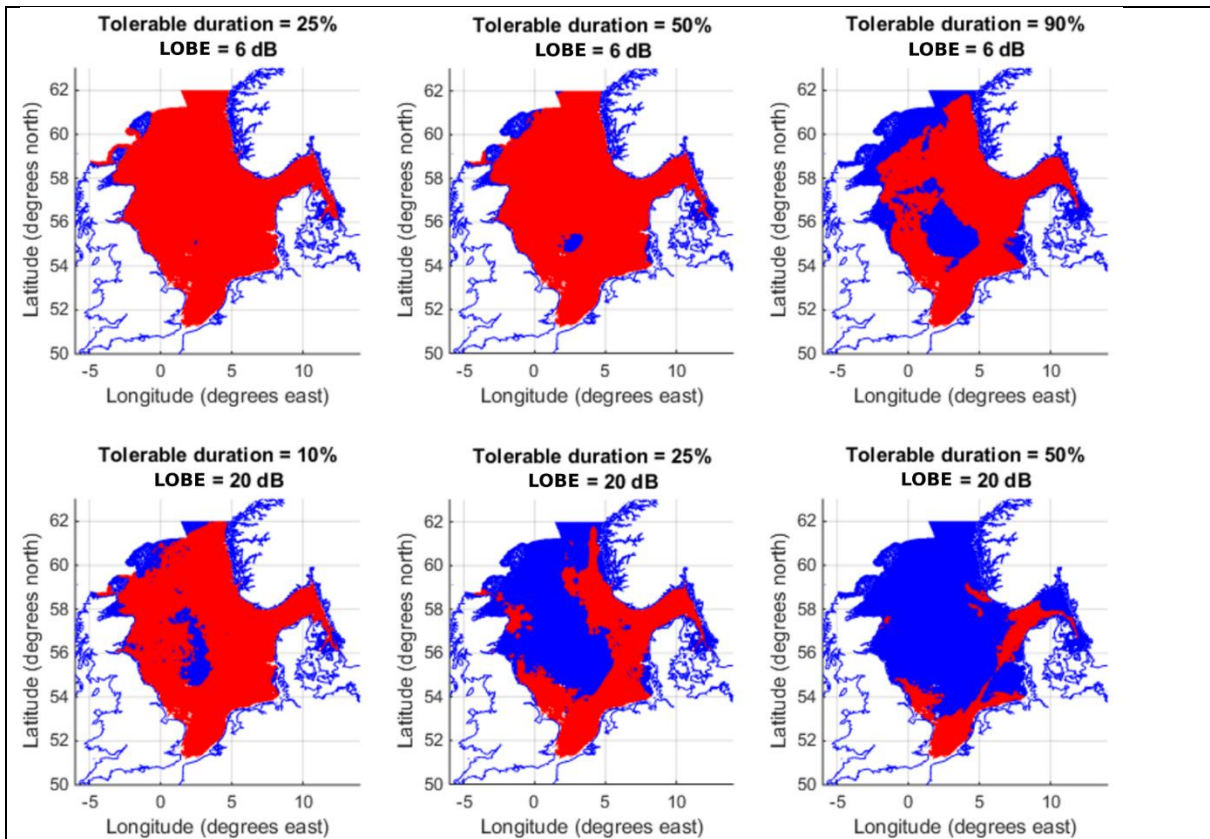 Tolerable duration = 25%
LOBE = 6 dB
62
60
58
56
54
52
50
-5
0
5
10
Latitude (degrees north)
Longitude (degrees east)
Tolerable duration = 50%
LOBE = 6 dB
62
60
58
56
54
52
50
-5
0
5
10
Latitude (degrees north)
Longitude (degrees east)
Tolerable duration = 90%
LOBE = 6 dB
62
60
58
56
54
52
50
-5
0
5
10
Latitude (degrees north)
Longitude (degrees east)
Tolerable duration = 10%
LOBE = 20 dB
62
60
58
56
54
52
50
-5
0
5
10
Latitude (degrees north)
Longitude (degrees east)
Tolerable duration = 25%
LOBE = 20 dB
62
60
58
56
54
52
50
-5
0
5
10
Latitude (degrees north)
Longitude (degrees east)
Tolerable duration = 50%
LOBE = 20 dB
62
60
58
56
54
52
50
-5
0
5
10
Latitude (degrees north)
Longitude (degrees east)